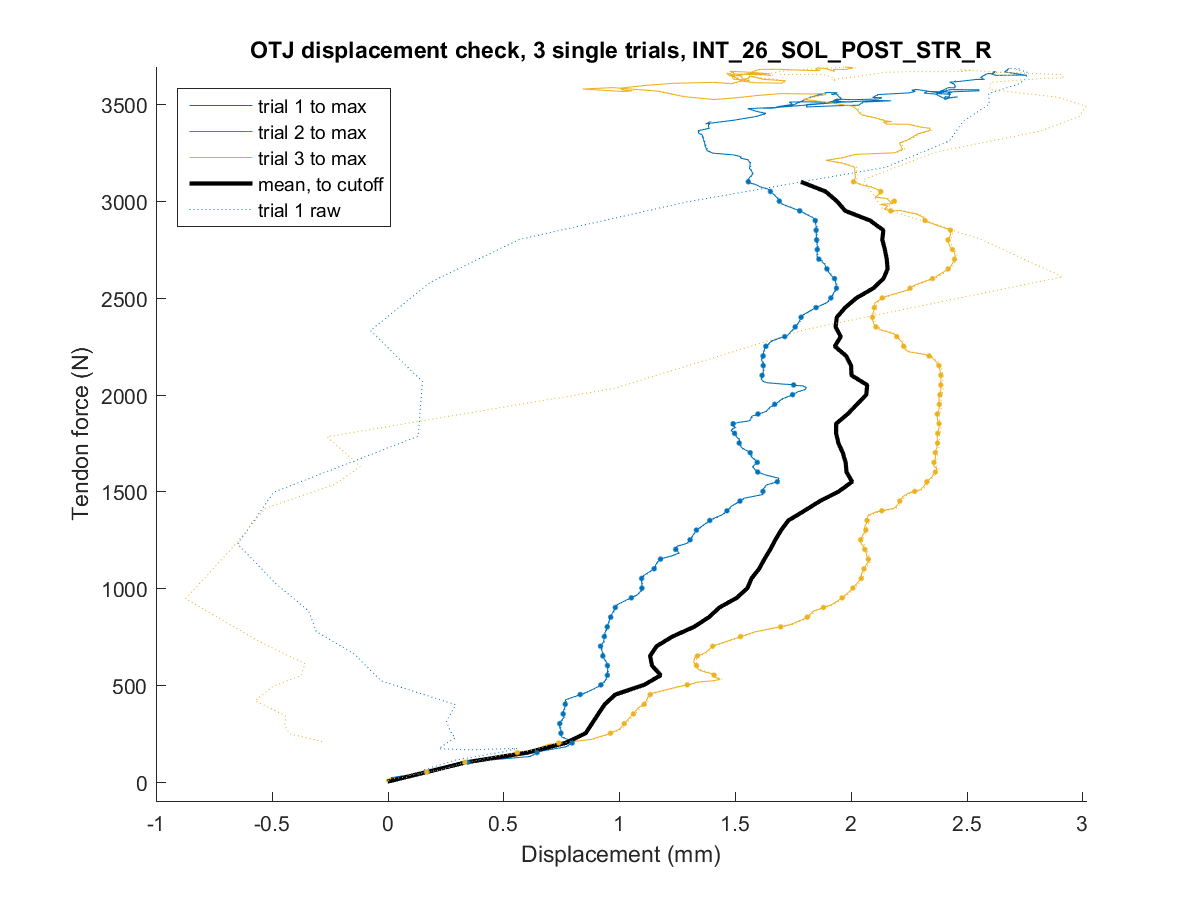 OTJ displacement check, 3 single trials, INT_26_SOL_POST_STR_R
trial 1 to max
trial 2 to max
trial 3 to max
mean, to cutoff
trial 1 raw
3500
3000
2500
2000
1500
1000
500
0
Tendon force (N)
-1
-0.5
0
0.5
1
1.5
2
2.5
3
Displacement (mm)